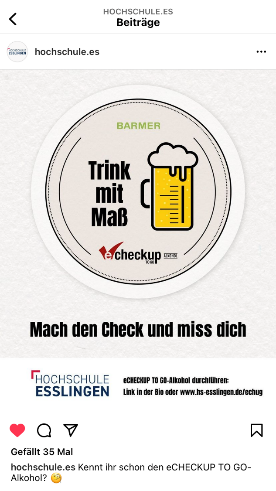 HOCHSCHULE.ES
Beiträge
hochschule.es
BARMER
Trink
mit
Maß
echeckup
TO GO
Mach den Check und miss dich
HOCHSCHULE
ESSLINGEN
eCHECKUP TO GO-Alkohol durchführen:
Link in der Bio oder www.hs-esslingen.de/echug
Gefällt 35 Mal
hochschule.es Kennt ihr schon den eCHECKUP TO GO-
Alkohol? 🧐